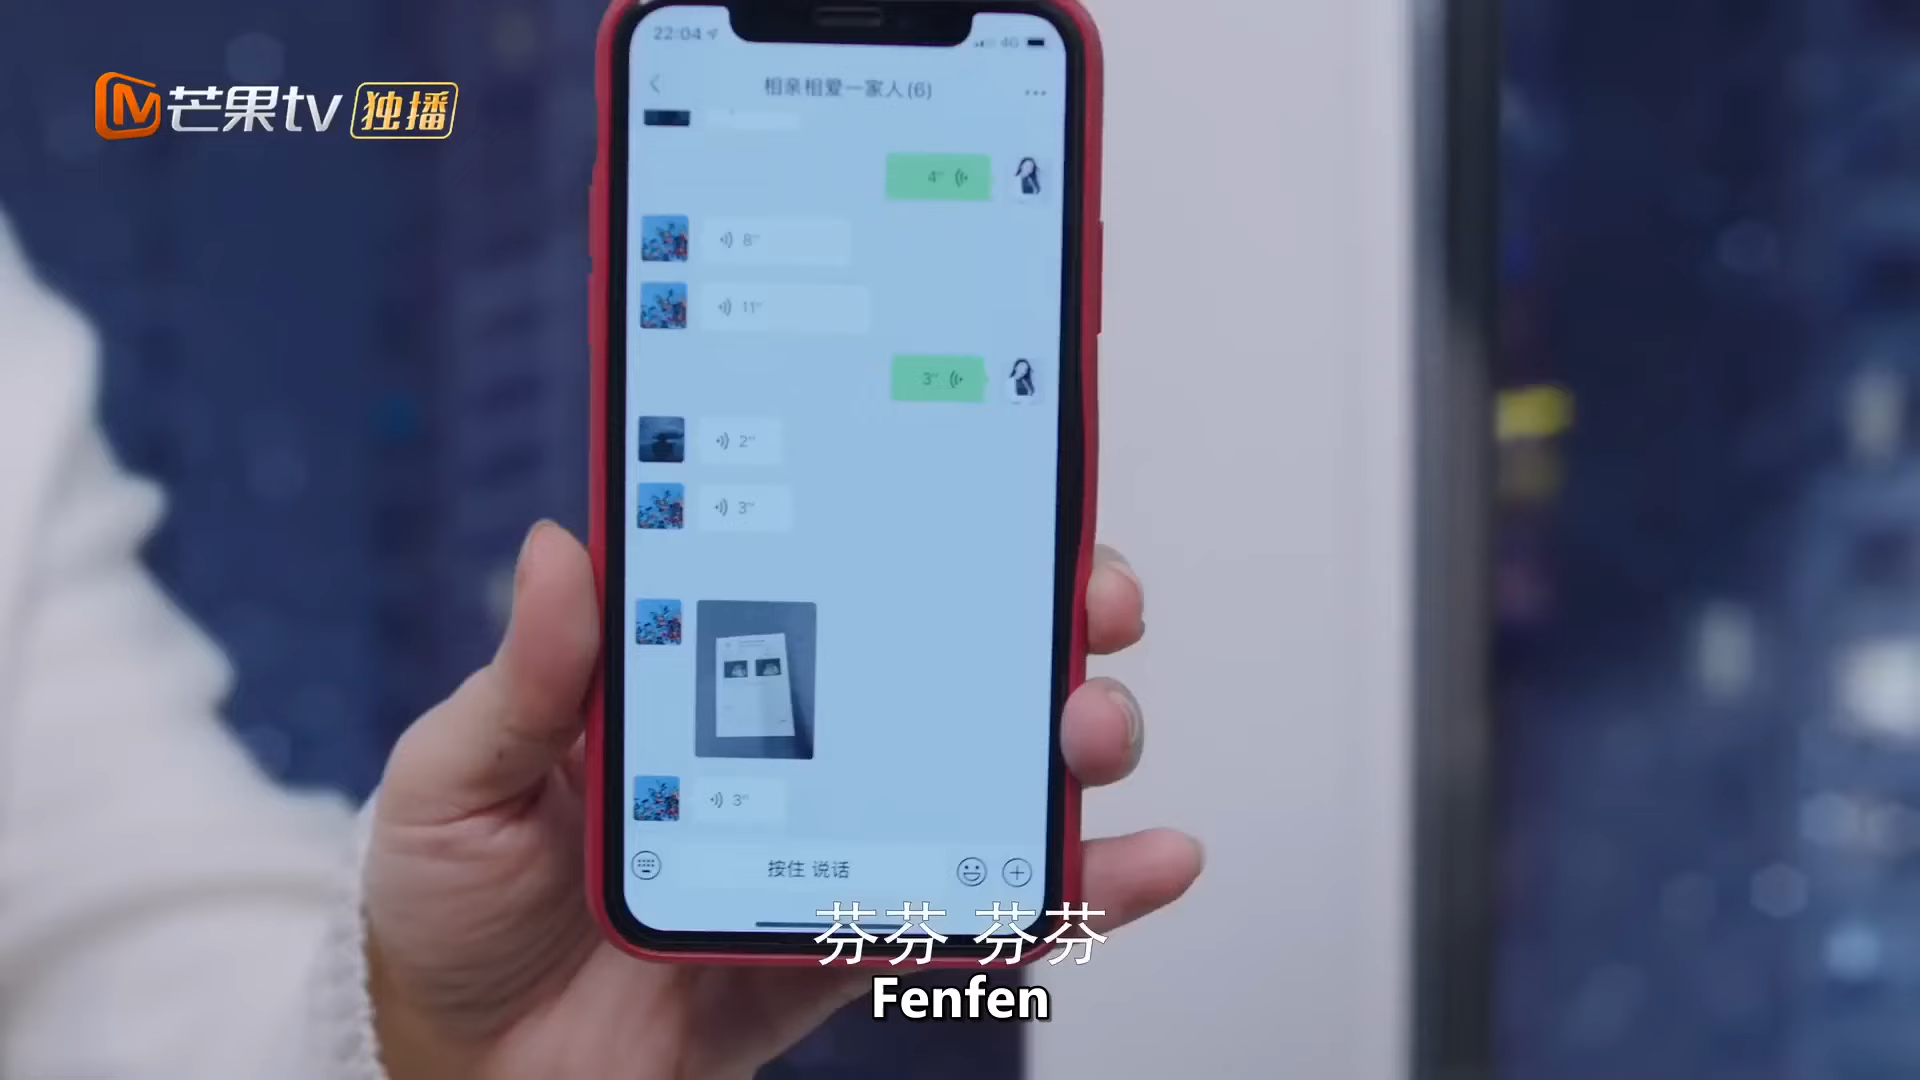 22:04
4G
芒果tv 独播
相亲相爱一家人(6)
4"
8"
11"
3"
2"
3"
3"
按住 说话
芬芬 芬芬
Fenfen